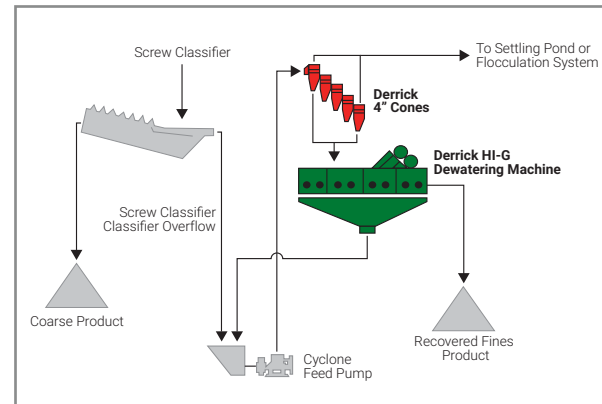 Screw Classifier
To Settling Pond or
Flocculation System
Derrick
4” Cones
Derrick HI-G
Dewatering Machine
Screw Classifier
Classifier Overflow
Coarse Product
Cyclone
Feed Pump
Recovered Fines
Product